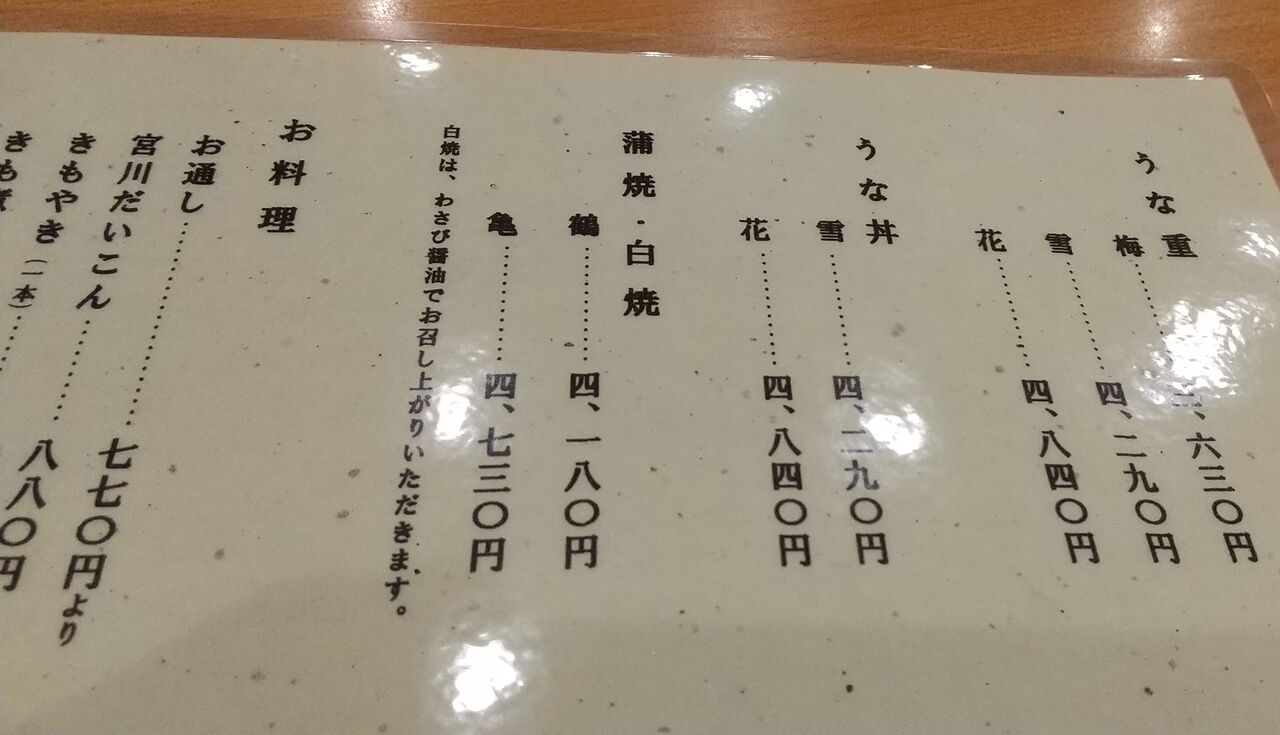 うな重
梅………三、六三〇円
雪………四、二九〇円
花………四、八四〇円
うな丼
雪………四、二九〇円
花………四、八四〇円
蒲焼・白焼
鶴………四、一八〇円
亀………四、七三〇円
白焼は、わさび醤油でお召し上がりいただきます。
お料理
お通し………七七〇円より
宮川だいこん………八八〇円
きもやき（一本）………
きも